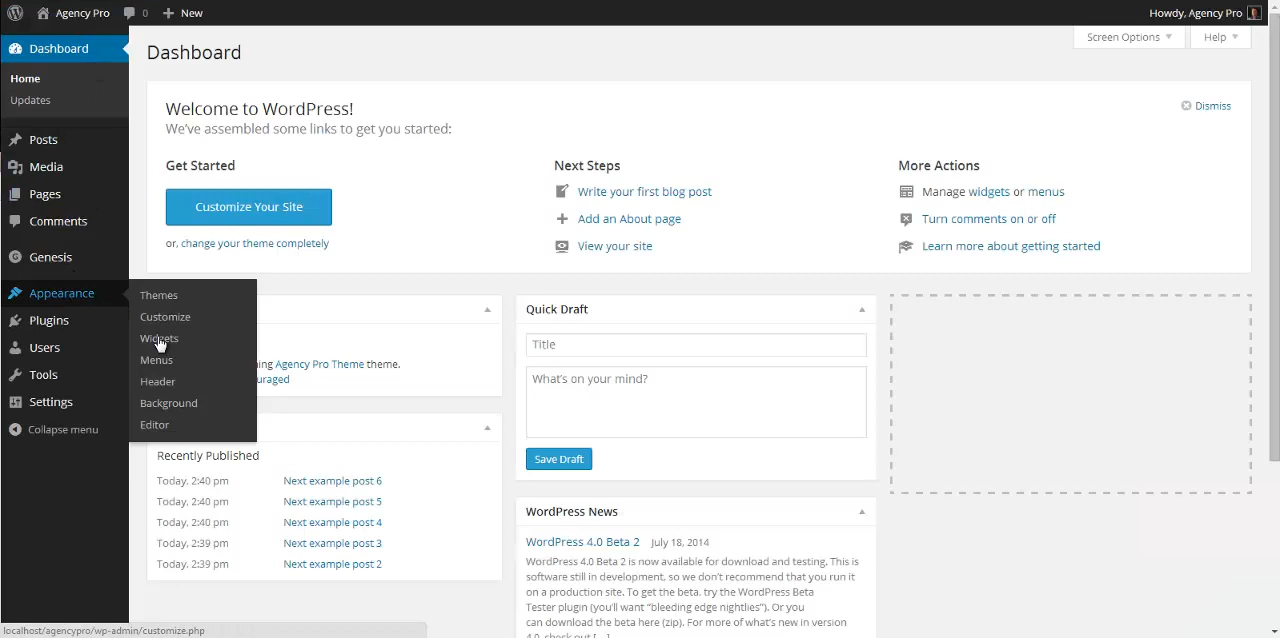 Agency Pro 0 New Howdy, Agency Pro
Dashboard
Home
Updates
Posts
Media
Pages
Comments
Genesis
Appearance
Plugins
Users
Tools
Settings
Collapse menu
Themes
Customize
Widgets
Menus
Header
Background
Editor
Dashboard
Screen Options Help
Welcome to WordPress!
We've assembled some links to get you started:
Dismiss
Get Started
Customize Your Site
or, change your theme completely
Next Steps
Write your first blog post
Add an About page
View your site
More Actions
Manage widgets or menus
Turn comments on or off
Learn more about getting started
Agency Pro Theme theme.
Recently Published
Today, 2:40 pm Next example post 6
Today, 2:40 pm Next example post 5
Today, 2:40 pm Next example post 4
Today, 2:39 pm Next example post 3
Today, 2:39 pm Next example post 2
Quick Draft
Title
What's on your mind?
Save Draft
WordPress News
WordPress 4.0 Beta 2 July 18, 2014
WordPress 4.0 Beta 2 is now available for download and testing. This is
software still in development, so we don't recommend that you run it
on a production site. To get the beta. try the WordPress Beta
Tester plugin (you'll want "bleeding edge nightlies"). Or you
can download the beta here (zip). For more of what's new in version
4.0, check out […]
localhost/agencypro/wp-admin/customize.php